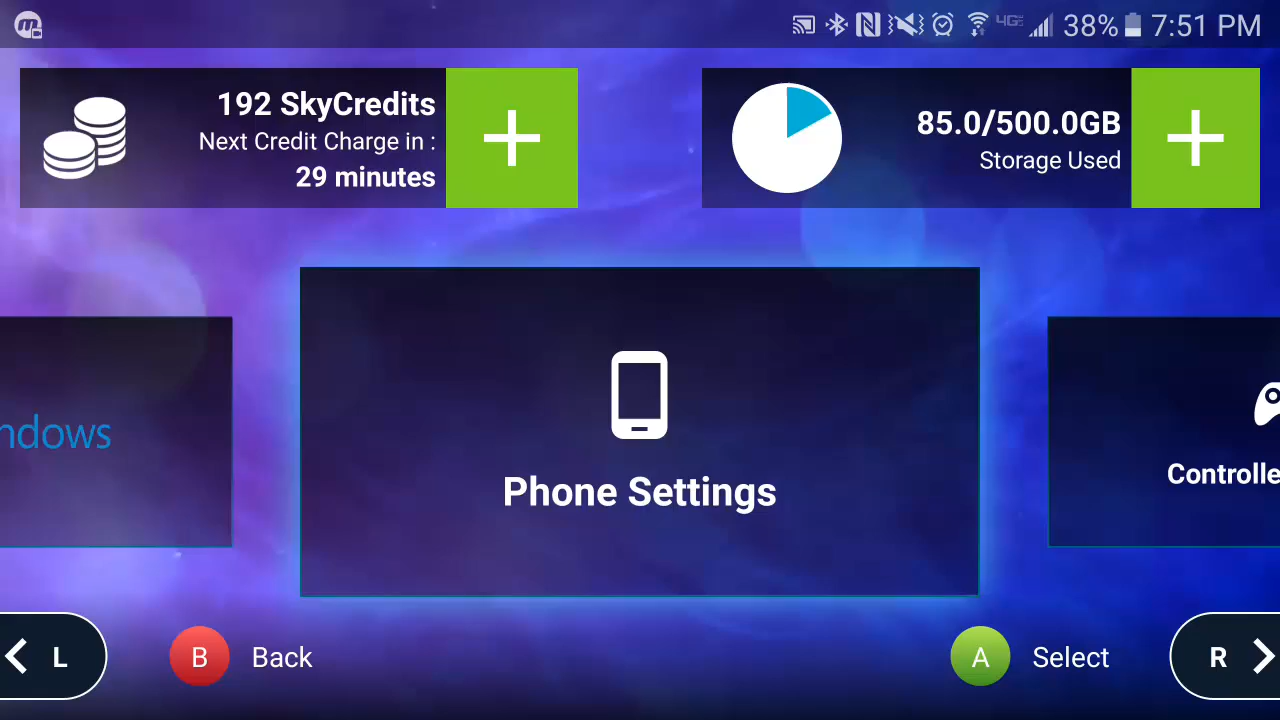 m 4G 38% 7:51 PM
192 SkyCredits
Next Credit Charge in :
29 minutes
85.0/500.0GB
Storage Used
ndows
Phone Settings
Controlle
L
B Back
A Select
R